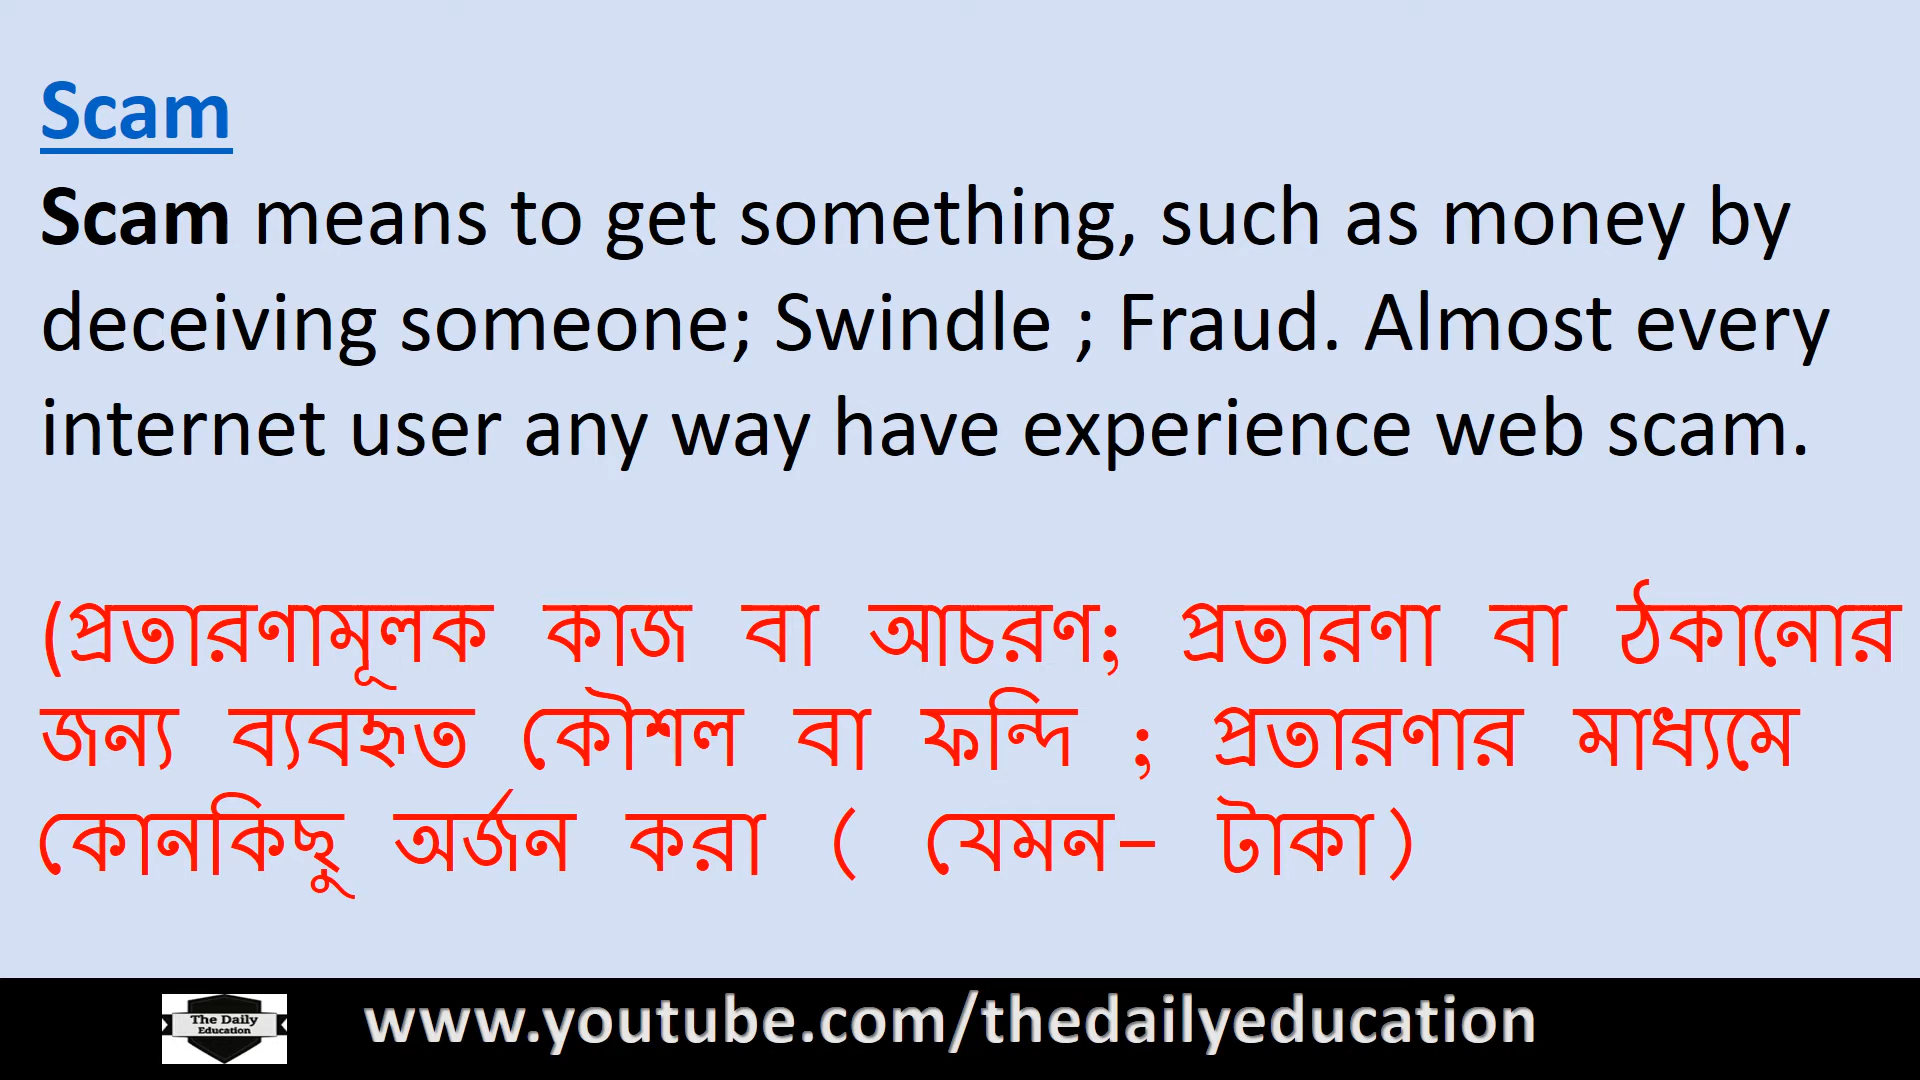 Scam
Scam means to get something, such as money by
deceiving someone; Swindle ; Fraud. Almost every
internet user any way have experience web scam.
(প্রতারণামূলক কাজ বা আচরণ; প্রতারণা বা ঠকানোর
জন্য ব্যবহৃত কৌশল বা ফন্দি ; প্রতারণার মাধ্যমে
কোনকিছু অর্জন করা ( যেমন- টাকা)
The Daily
Education
www.youtube.com/thedailyeducation